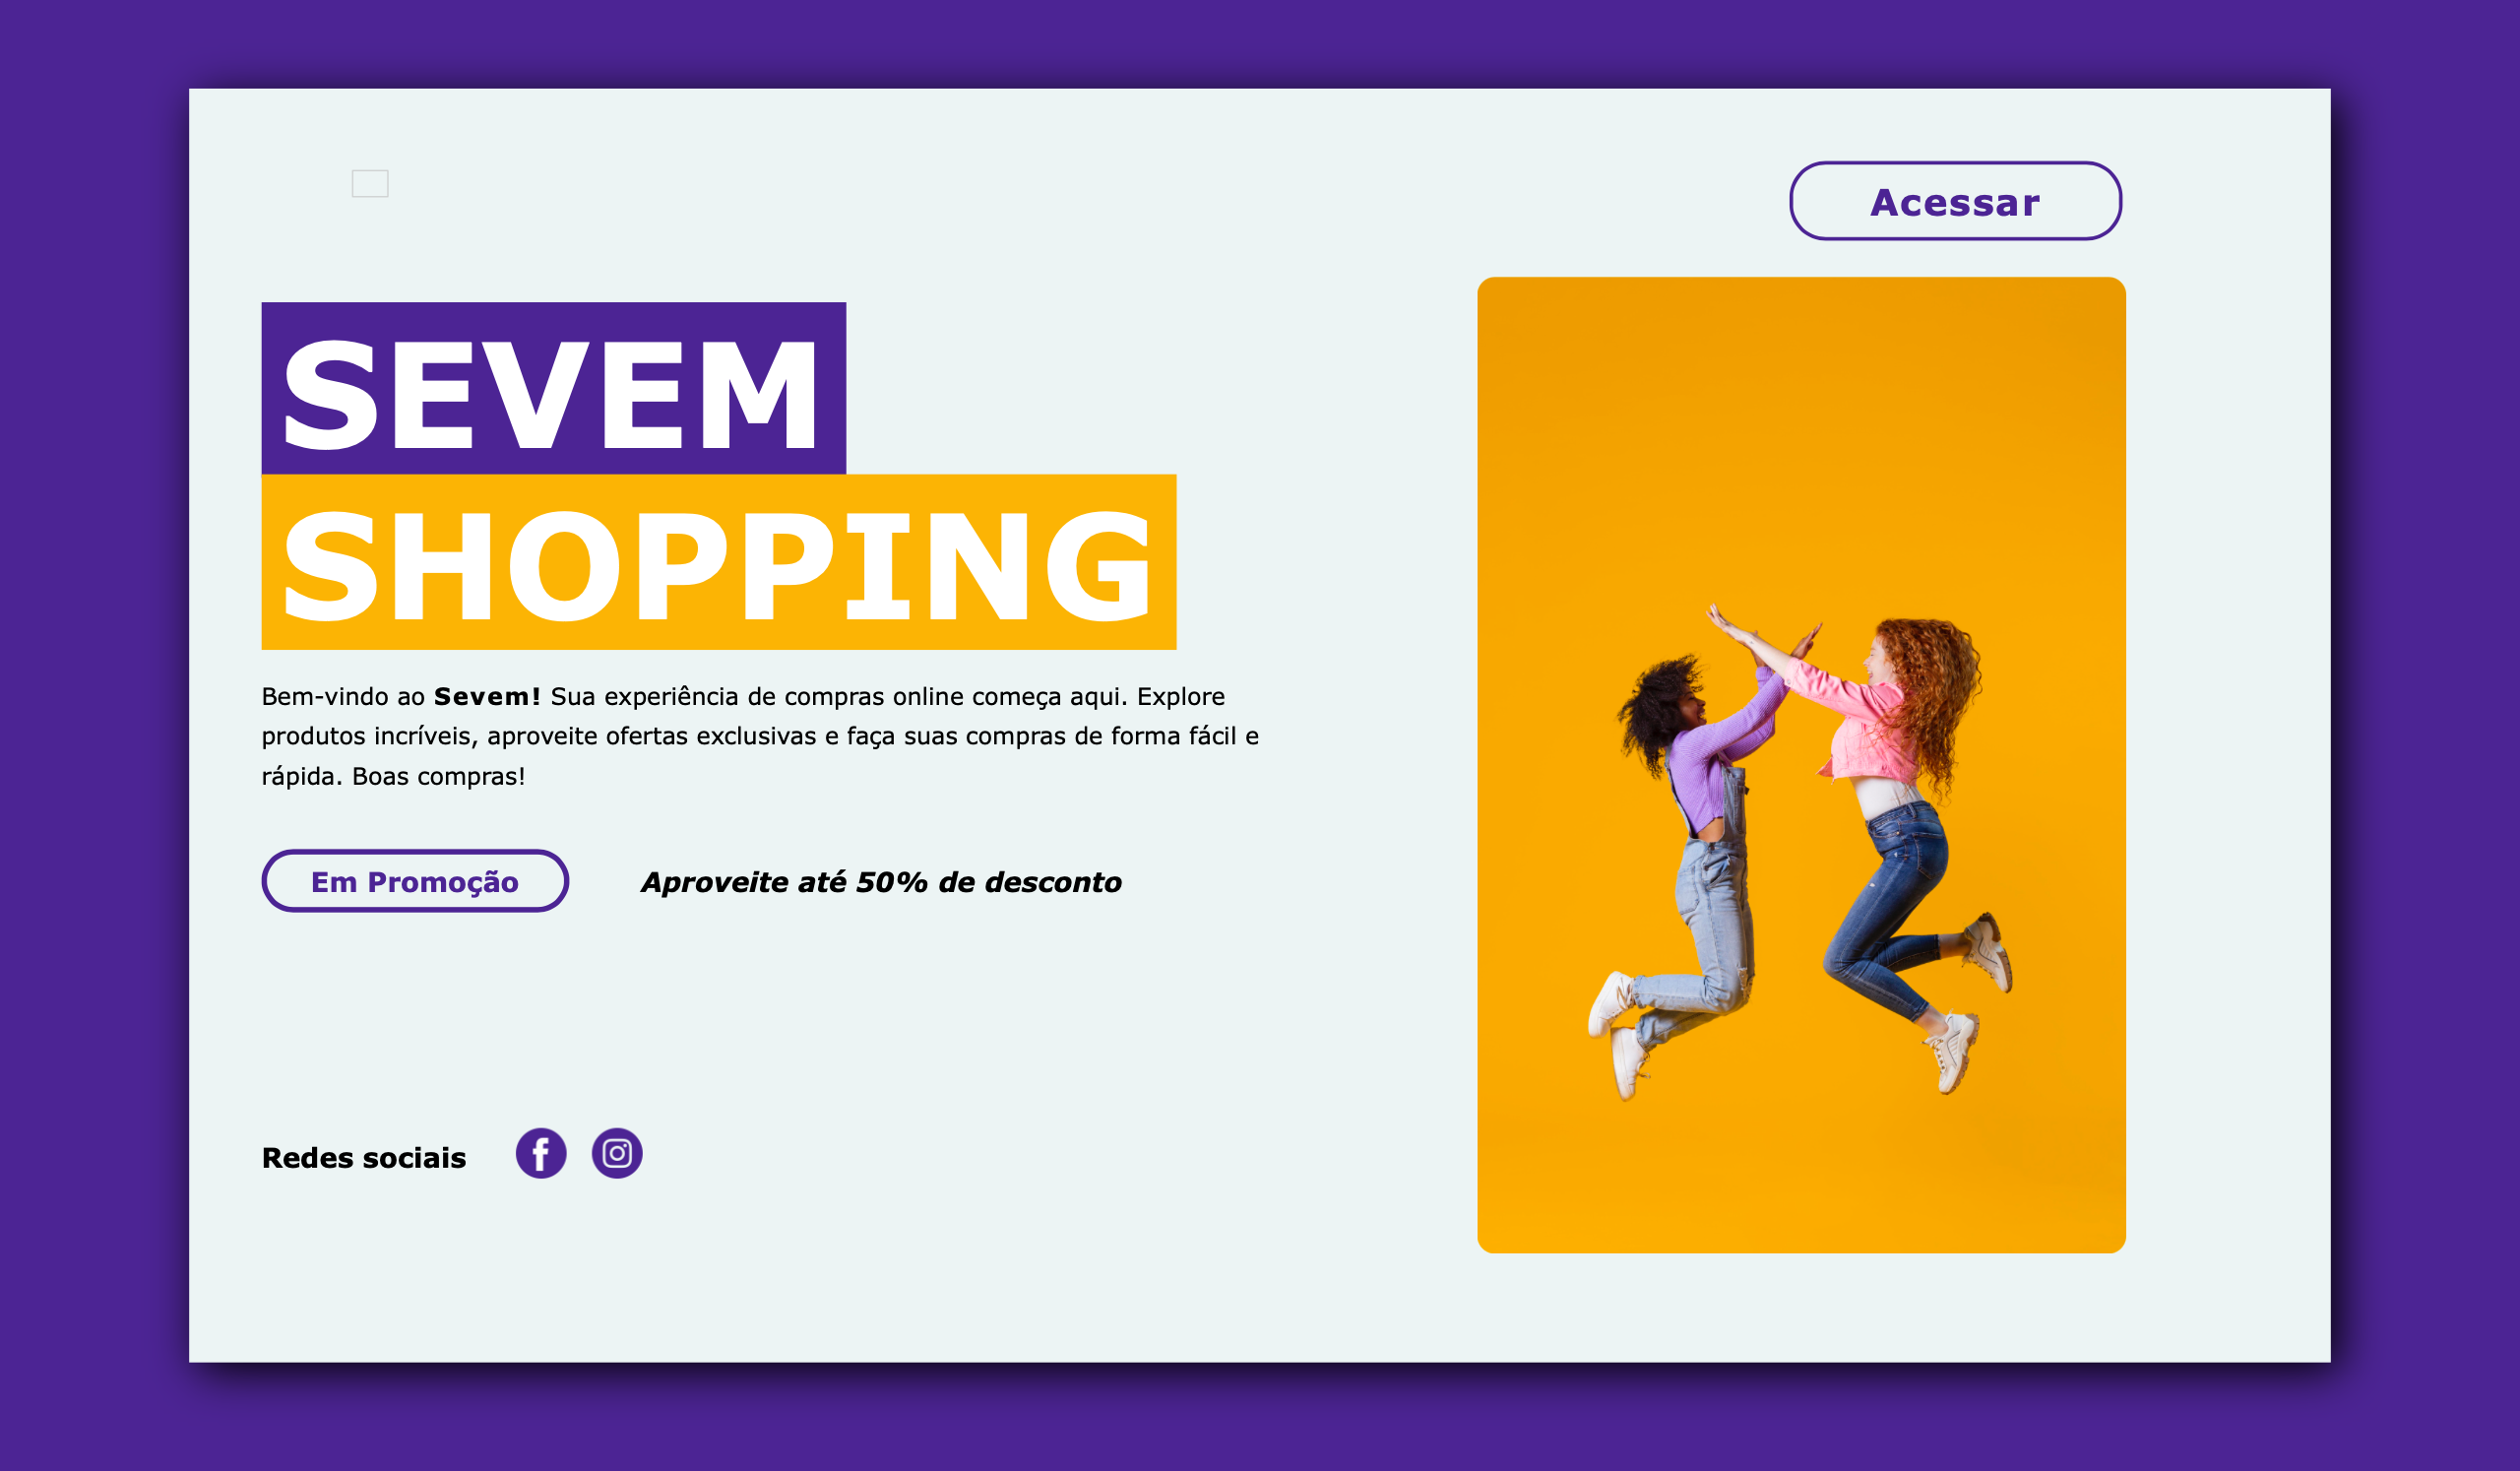 Acessar
SEVEM
SHOPPING
Bem-vindo ao Sevem! Sua experiência de compras online começa aqui. Explore
produtos incríveis, aproveite ofertas exclusivas e faça suas compras de forma fácil e
rápida. Boas compras!
Em Promoção
Aproveite até 50% de desconto
Redes sociais